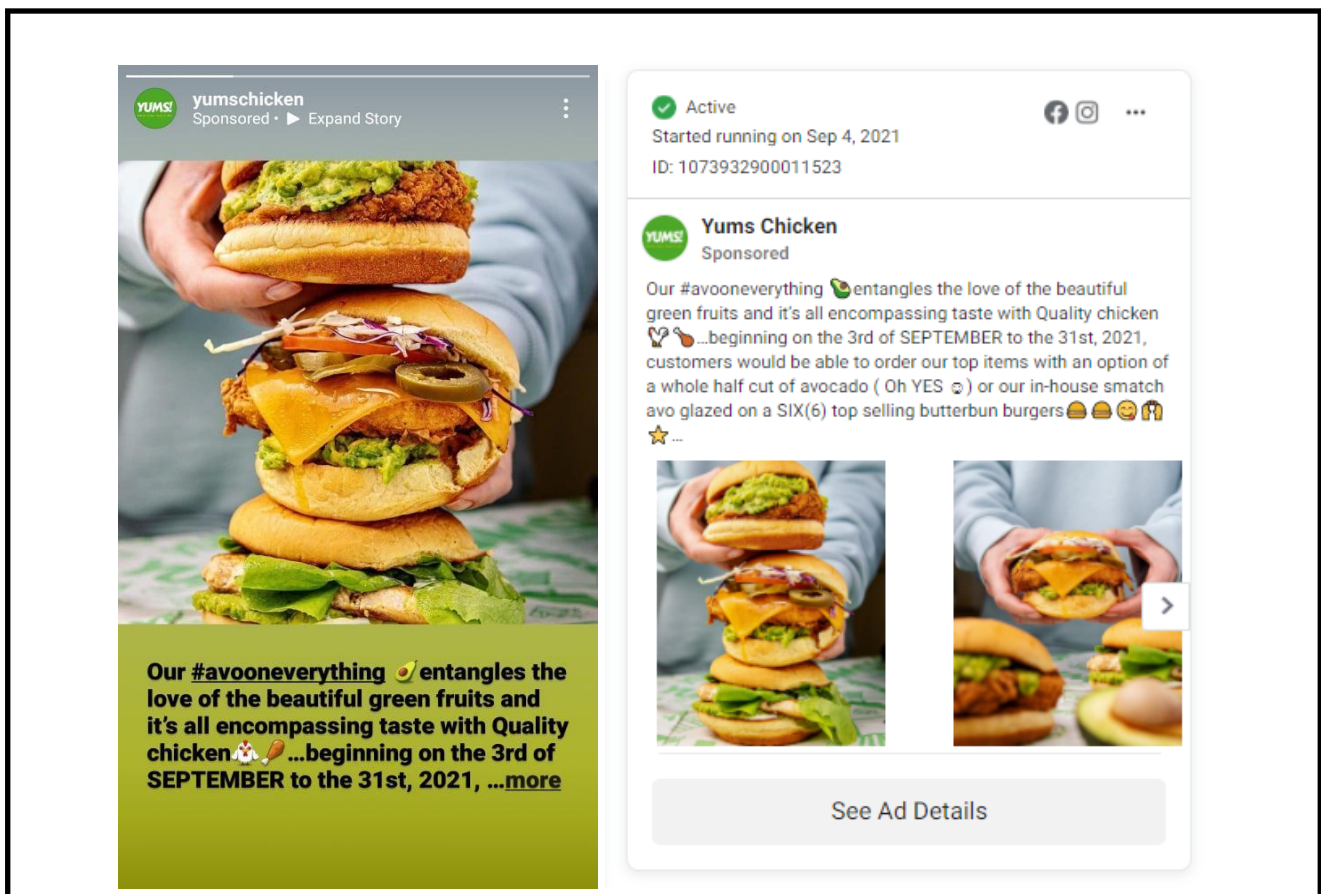 YUMS!
yumschicken
Sponsored • ▶ Expand Story
Our #avooneverything 🥑entangles the
love of the beautiful green fruits and
it's all encompassing taste with Quality
chicken🐔🍗...beginning on the 3rd of
SEPTEMBER to the 31st, 2021, ...more
Active
Started running on Sep 4, 2021
ID: 1073932900011523
YUMS!
Yums Chicken
Sponsored
Our #avooneverything 🥑entangles the love of the beautiful
green fruits and it's all encompassing taste with Quality chicken
🐔🍗...beginning on the 3rd of SEPTEMBER to the 31st, 2021,
customers would be able to order our top items with an option of
a whole half cut of avocado ( Oh YES ☺) or our in-house smatch
avo glazed on a SIX(6) top selling butterbun burgers🍔🍔😋🙌
⭐...
See Ad Details